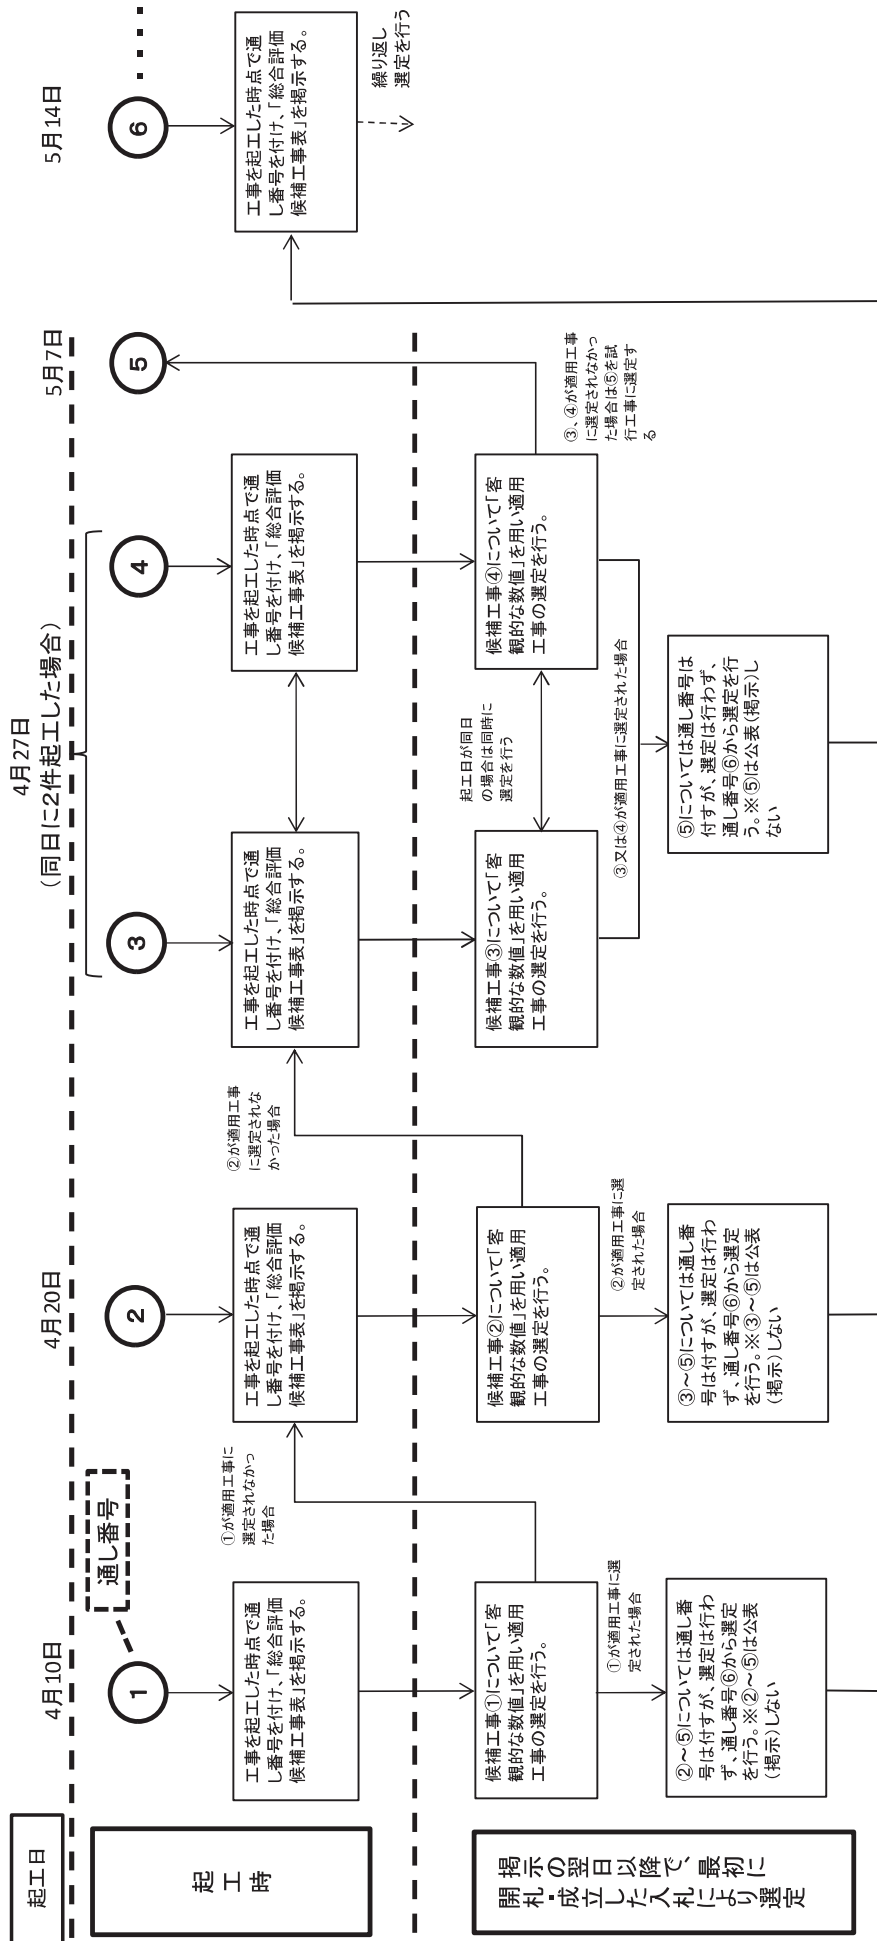 起工日
4月10日
4月20日
4月27日
(同日に2件起工した場合)
5月7日
5月14日
通し番号
1
2
3
4
5
6
・・・・
起工時
工事を起工した時点で通
し番号を付け、「総合評価
候補工事表」を掲示する。
工事を起工した時点で通
し番号を付け、「総合評価
候補工事表」を掲示する。
工事を起工した時点で通
し番号を付け、「総合評価
候補工事表」を掲示する。
工事を起工した時点で通
し番号を付け、「総合評価
候補工事表」を掲示する。
工事を起工した時点で通
し番号を付け、「総合評価
候補工事表」を掲示する。
①が適用工事に
選定されなかっ
た場合
②が適用工事
に選定されな
かった場合
繰り返し
選定を行う
掲示の翌日以降で、最初に
開札・成立した入札により選定
候補工事①について「客
観的な数値」を用い適用
工事の選定を行う。
候補工事②について「客
観的な数値」を用い適用
工事の選定を行う。
候補工事③について「客
観的な数値」を用い適用
工事の選定を行う。
起工日が同日
の場合は同時に
選定を行う
候補工事④について「客
観的な数値」を用い適用
工事の選定を行う。
③、④が適用工事
に選定されなかっ
た場合は⑤を試
行工事に選定す
る
①が適用工事に選
定された場合
②が適用工事に選
定された場合
③又は④が適用工事に選定された場合
②~⑤については通し番
号は付すが、選定は行わ
ず、通し番号⑥から選定
を行う。※②~⑤は公表
(掲示)しない
③~⑤については通し番
号は付すが、選定は行わ
ず、通し番号⑥から選定
を行う。※③~⑤は公表
(掲示)しない
⑤については通し番号は
付すが、選定は行わず、
通し番号⑥から選定を行
う。※⑤は公表(掲示)し
ない